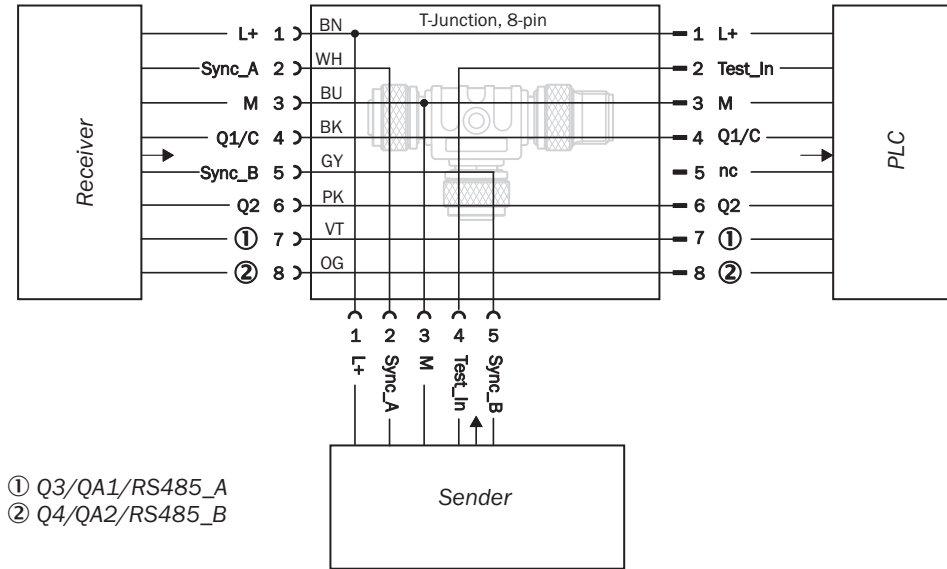 T-Junction, 8-pin
L+ 1 BN 1 L+
Sync_A 2 WH 2 Test_In
M 3 BU 3 M
Q1/C 4 BK 4 Q1/C
Sync_B 5 GY 5 nc
Q2 6 PK 6 Q2
① 7 VT 7 ①
② 8 OG 8 ②
Receiver
PLC
1 2 3 4 5
L+
Sync_A
M
Test_In
Sync_B
Sender
① Q3/QA1/RS485_A
② Q4/QA2/RS485_B